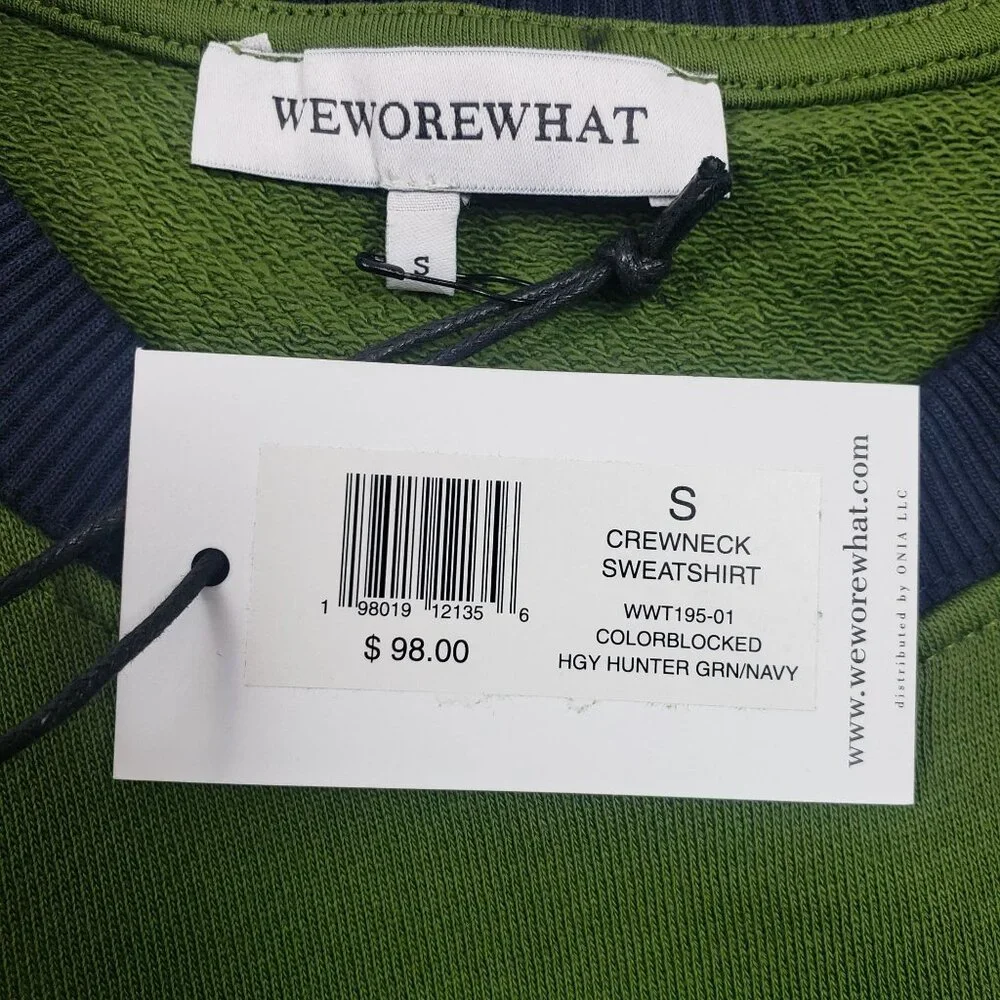 WEWOREWHAT
S
S
CREWNECK
SWEATSHIRT
WWT195-01
COLORBLOCKED
HGY HUNTER GRN/NAVY
1 98019 12135 6
$ 98.00
www.weworewhat.com
distributed by ONIA LLC